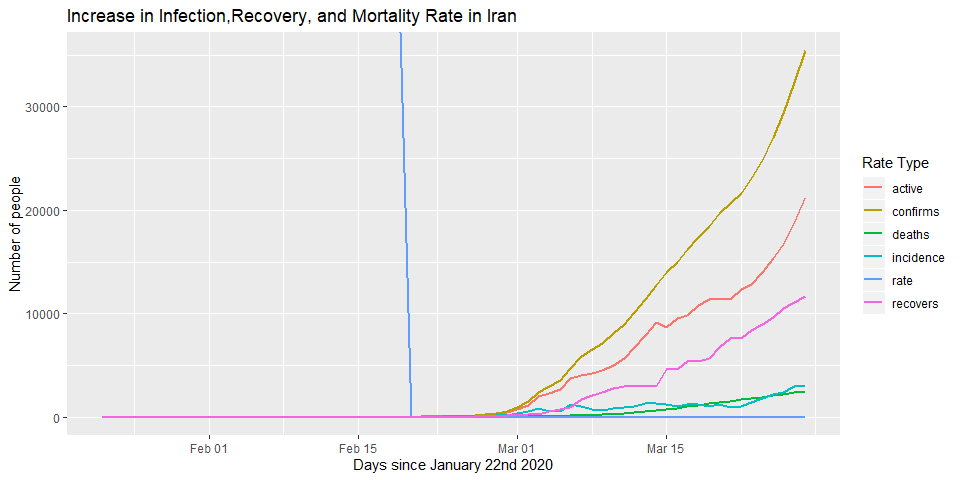 Increase in Infection,Recovery, and Mortality Rate in Iran
Number of people
30000
20000
10000
0
Feb 01
Feb 15
Mar 01
Mar 15
Days since January 22nd 2020
Rate Type
active
confirms
deaths
incidence
rate
recovers